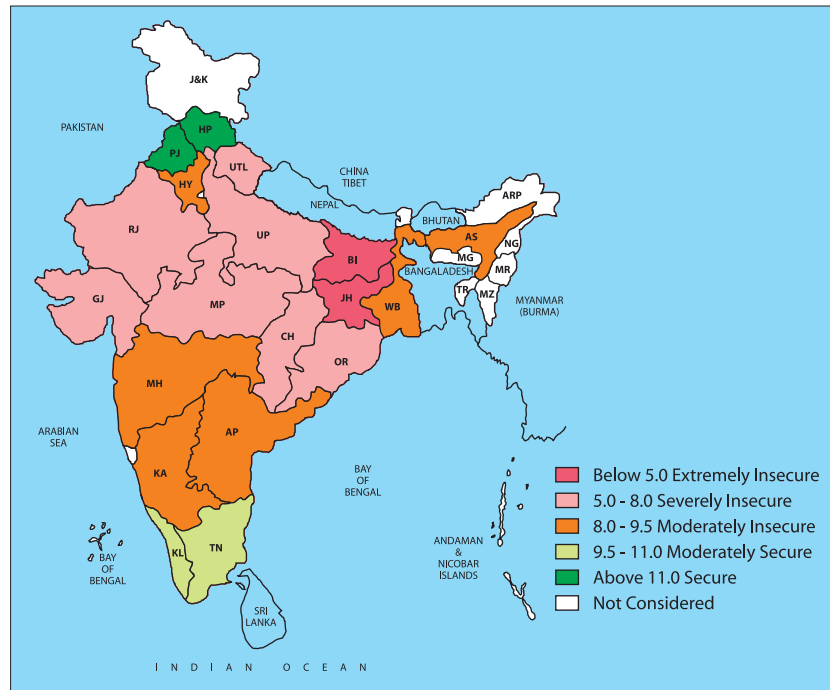 J&K
PAKISTAN
HP
PJ
UTL
HY
CHINA
TIBET
NEPAL
ARP
BHUTAN
RJ
UP
AS
NG
MG
BI
BANGLADESH
MR
GJ
MP
JH
WB
TR
MZ
MYANMAR
(BURMA)
CH
OR
MH
AP
ARABIAN
SEA
KA
BAY
OF
BENGAL
Below 5.0 Extremely Insecure
5.0 - 8.0 Severely Insecure
8.0 - 9.5 Moderately Insecure
9.5 - 11.0 Moderately Secure
Above 11.0 Secure
Not Considered
ANDAMAN
&
NICOBAR
ISLANDS
KL
TN
BAY
OF
BENGAL
SRI
LANKA
INDIAN OCEAN